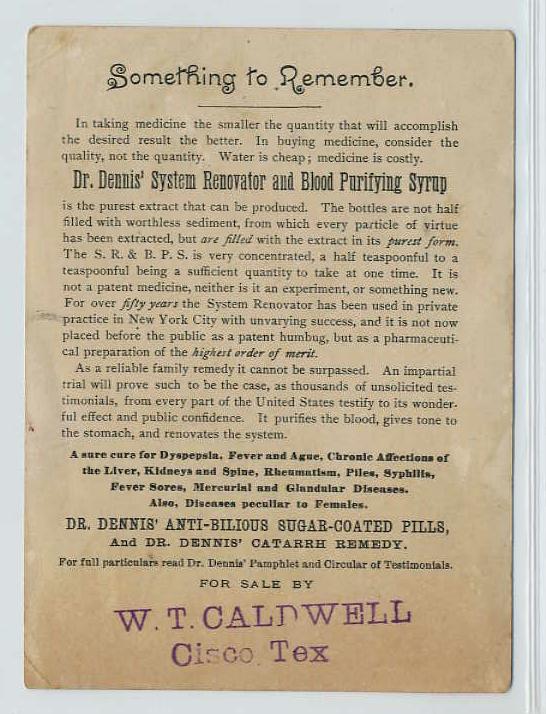 Something to Remember.
In taking medicine the smaller the quantity that will accomplish
the desired result the better. In buying medicine, consider the
quality, not the quantity. Water is cheap; medicine is costly.
Dr. Dennis' System Renovator and Blood Purifying Syrup
is the purest extract that can be produced. The bottles are not half
filled with worthless sediment, from which every particle of virtue
has been extracted, but are filled with the extract in its purest form.
The S. R. & B. P. S. is very concentrated, a half teaspoonful to a
teaspoonful being a sufficient quantity to take at one time. It is
not a patent medicine, neither is it an experiment, or something new.
For over fifty years the System Renovator has been used in private
practice in New York City with unvarying success, and it is not now
placed before the public as a patent humbug, but as a pharmaceuti-
cal preparation of the highest order of merit.
As a reliable family remedy it cannot be surpassed. An impartial
trial will prove such to be the case, as thousands of unsolicited tes-
timonials, from every part of the United States testify to its wonder-
ful effect and public confidence. It purifies the blood, gives tone to
the stomach, and renovates the system.
A sure cure for Dyspepsia, Fever and Ague, Chronic Affections of
the Liver, Kidneys and Spine, Rheumatism, Piles, Syphilis,
Fever Sores, Mercurial and Glandular Diseases.
Also, Diseases peculiar to Females.
DR. DENNIS' ANTI-BILIOUS SUGAR-COATED PILLS,
And DR. DENNIS' CATARRH REMEDY.
For full particulars read Dr. Dennis' Pamphlet and Circular of Testimonials.
FOR SALE BY
W. T. CALDWELL
Cisco, Tex